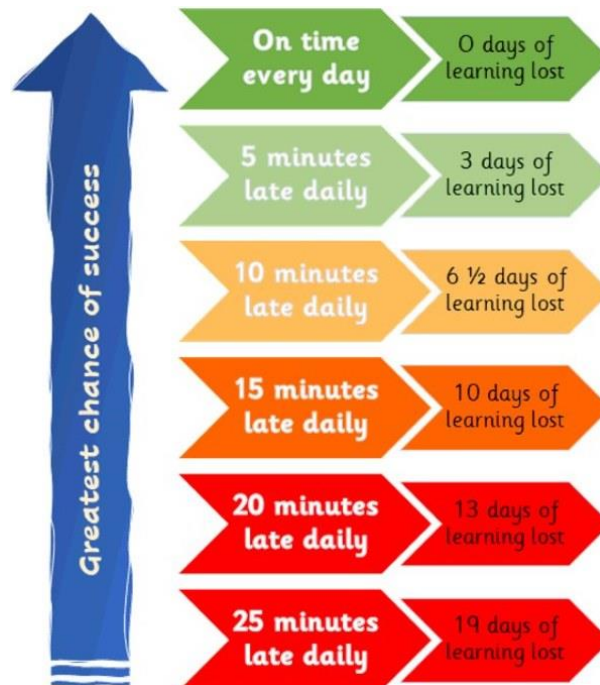 Greatest chance of success
On time
every day
0 days of
learning lost
5 minutes
late daily
3 days of
learning lost
10 minutes
late daily
6 ½ days of
learning lost
15 minutes
late daily
10 days of
learning lost
20 minutes
late daily
13 days of
learning lost
25 minutes
late daily
19 days of
learning lost